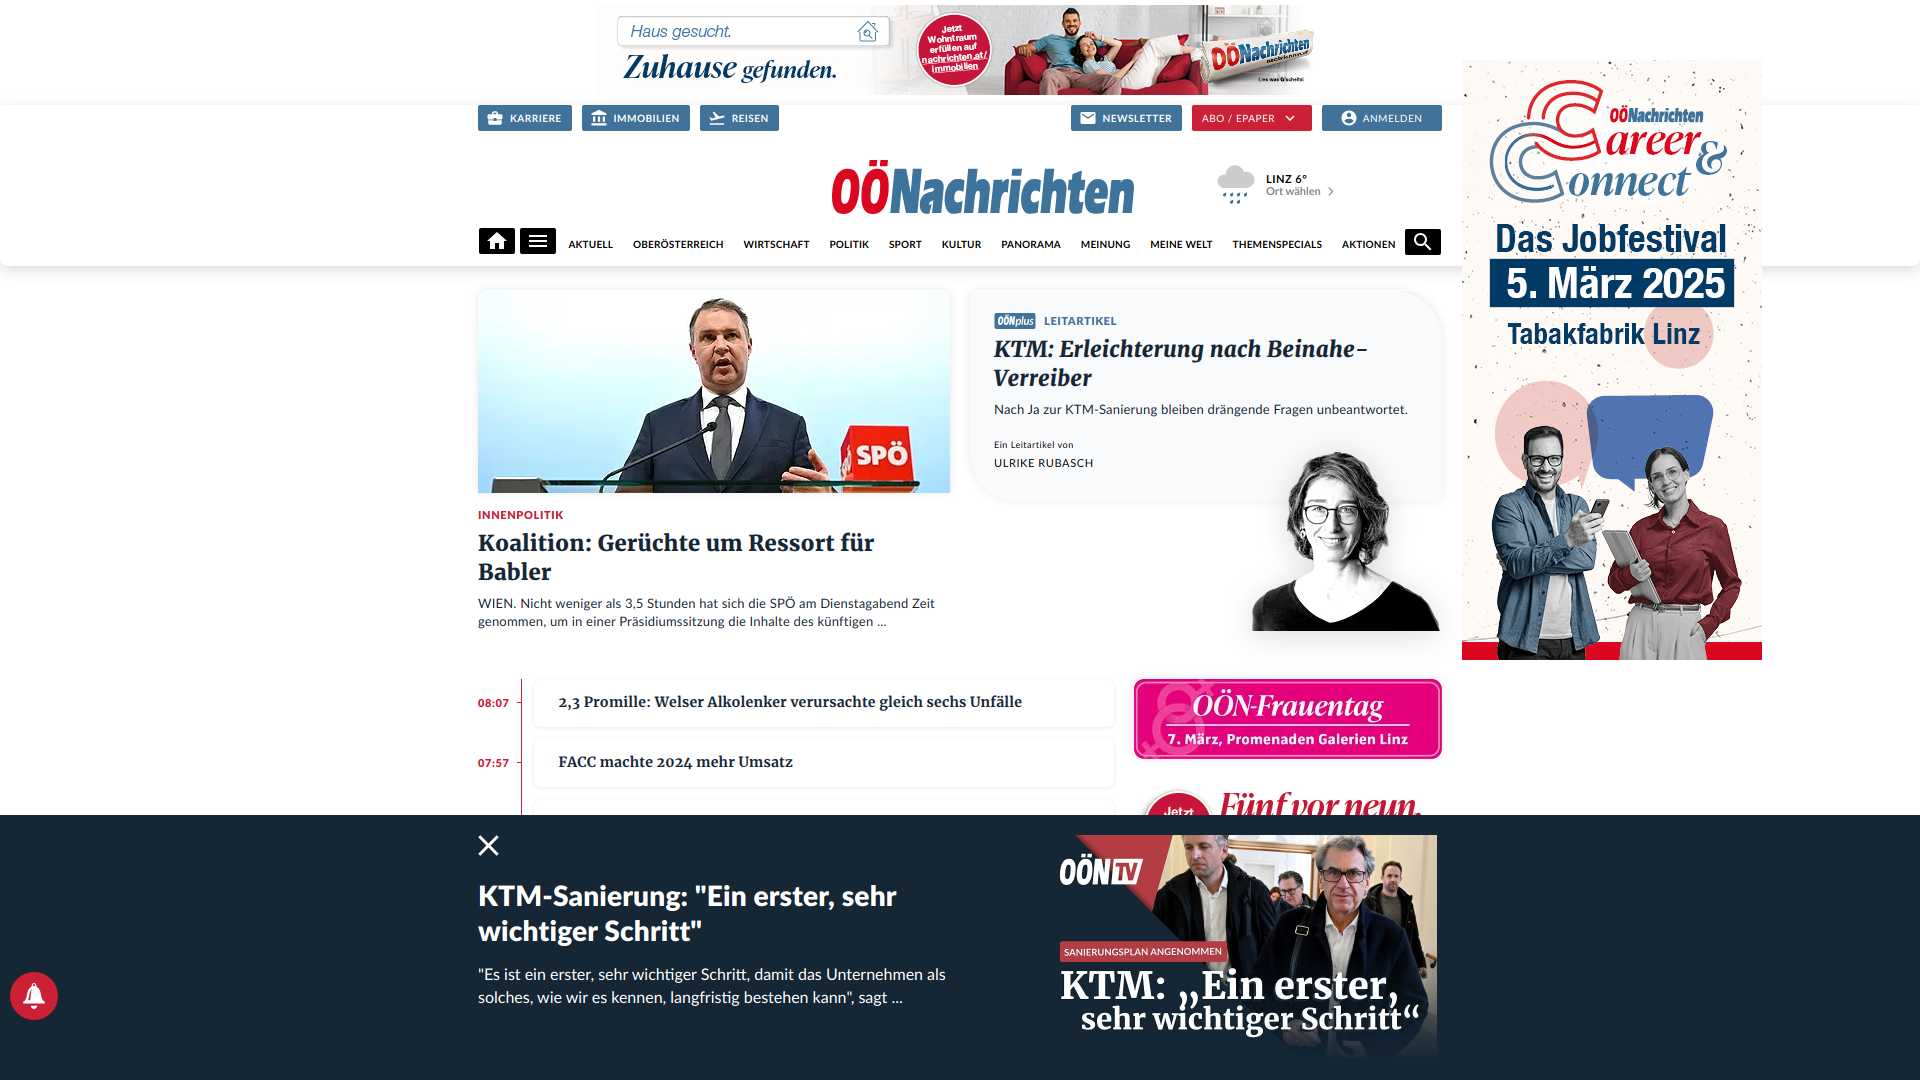 Haus gesucht.
Zuhause gefunden.
Jetzt
Wohntraum
erfüllen auf
nachrichten.at/
immobilien
OÖNachrichten
Lies was G'scheits!
KARRIERE
IMMOBILIEN
REISEN
NEWSLETTER
ABO / EPAPER
ANMELDEN
OÖNachrichten
LINZ 6°
Ort wählen
AKTUELL
OBERÖSTERREICH
WIRTSCHAFT
POLITIK
SPORT
KULTUR
PANORAMA
MEINUNG
MEINE WELT
THEMENSPECIALS
AKTIONEN
OÖNachrichten
Career &
Connect
Das Jobfestival
5. März 2025
Tabakfabrik Linz
SPÖ
INNENPOLITIK
Koalition: Gerüchte um Ressort für
Babler
WIEN. Nicht weniger als 3,5 Stunden hat sich die SPÖ am Dienstagabend Zeit
genommen, um in einer Präsidiumssitzung die Inhalte des künftigen ...
OÖNplus LEITARTIKEL
KTM: Erleichterung nach Beinahe-
Verreiber
Nach Ja zur KTM-Sanierung bleiben drängende Fragen unbeantwortet.
Ein Leitartikel von
ULRIKE RUBASCH
08:07
2,3 Promille: Welser Alkolenker verursachte gleich sechs Unfälle
07:57
FACC machte 2024 mehr Umsatz
OÖN-Frauentag
7. März, Promenaden Galerien Linz
Jetzt
Fünf vor neun.
KTM-Sanierung: "Ein erster, sehr
wichtiger Schritt"
"Es ist ein erster, sehr wichtiger Schritt, damit das Unternehmen als
solches, wie wir es kennen, langfristig bestehen kann", sagt ...
OÖN TV
SANIERUNGSPLAN ANGENOMMEN
KTM: „Ein erster,
sehr wichtiger Schritt“